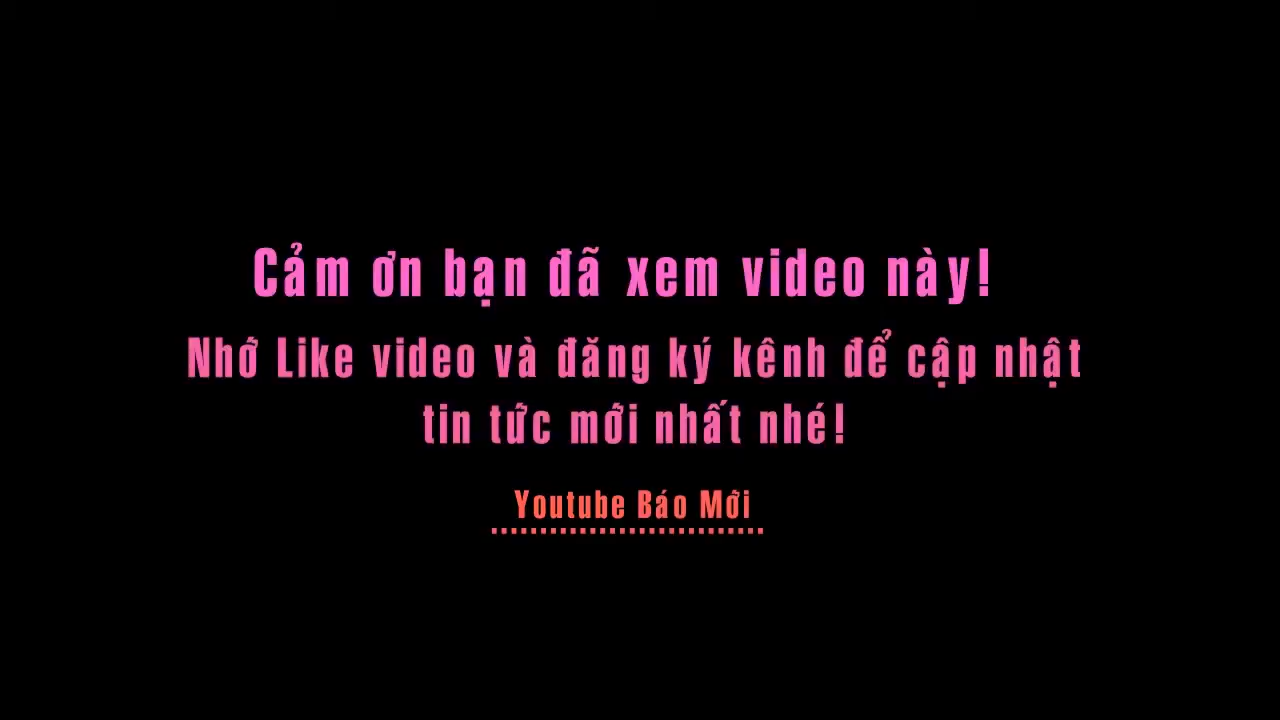 Cảm ơn bạn đã xem video này!
Nhớ Like video và đăng ký kênh để cập nhật
tin tức mới nhất nhé!
Youtube Báo Mới